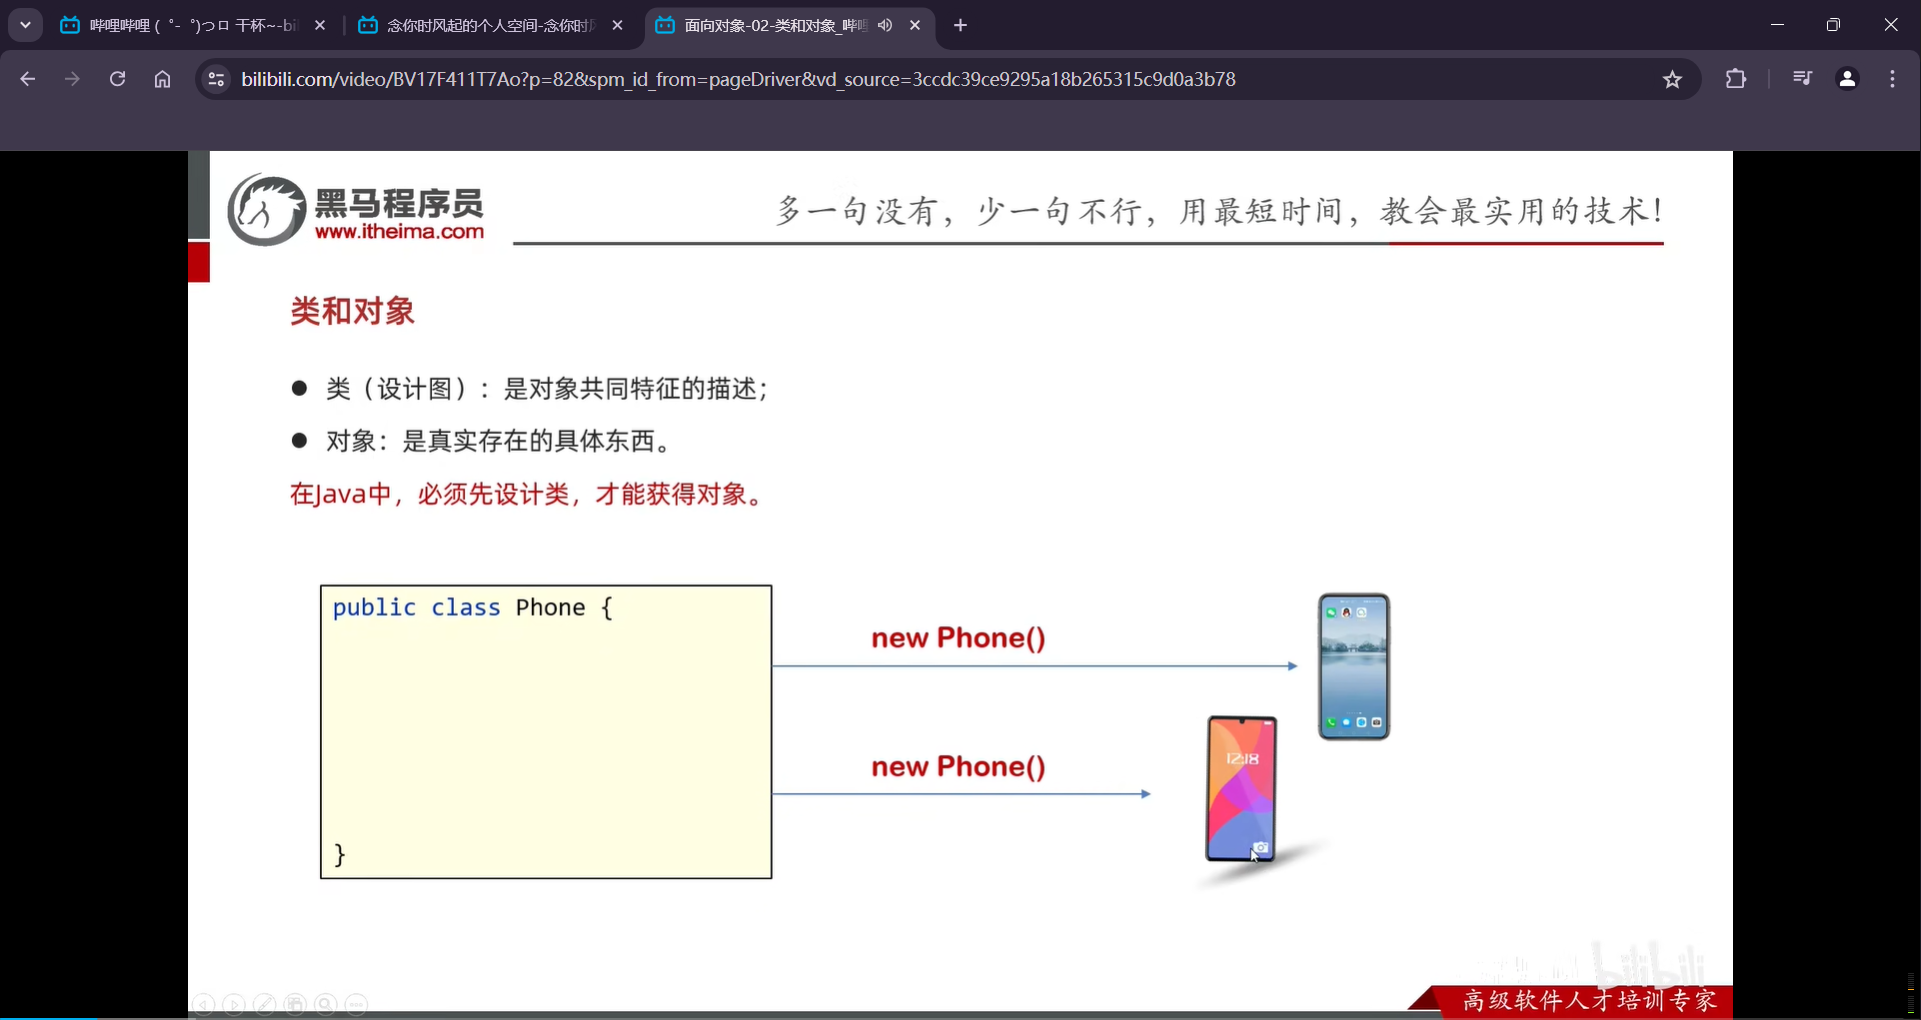 哔哩哔哩 (゜-゜)つロ 干杯~-bi
念你时风起的个人空间-念你时风
面向对象-02-类和对象_哔哩
bilibili.com/video/BV17F411T7Ao?p=82&spm_id_from=pageDriver&vd_source=3ccdc39ce9295a18b265315c9d0a3b78
黑马程序员
www.itheima.com
多一句没有，少一句不行，用最短时间，教会最实用的技术！
类和对象
● 类（设计图）：是对象共同特征的描述；
● 对象：是真实存在的具体东西。
在Java中，必须先设计类，才能获得对象。
public class Phone {
}
new Phone()
new Phone()
12:18
bilibili
高级软件人才培训专家